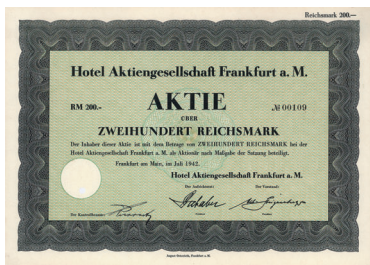 Reichsmark 200.—
Hotel Aktiengesellschaft Frankfurt a. M.
RM 200.- AKTIE № 00109
ÜBER
ZWEIHUNDERT REICHSMARK
Der Inhaber dieser Aktie ist mit dem Betrage von ZWEIHUNDERT REICHSMARK bei der
Hotel Aktiengesellschaft Frankfurt a. M. als Aktionär nach Maßgabe der Satzung beteiligt.
Frankfurt am Main, im Juli 1942.
Hotel Aktiengesellschaft Frankfurt a. M.
Der Aufsichtsrat: Der Vorstand:
Der Kontrollbeamte: